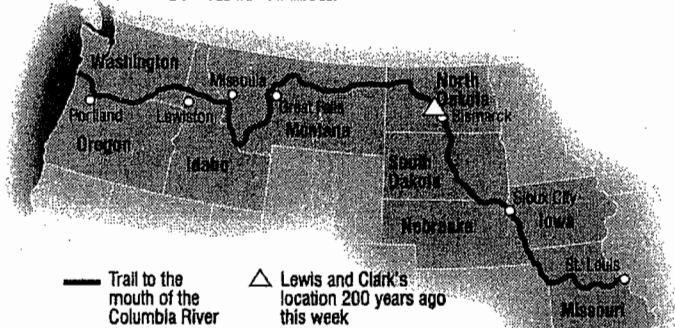 Washington
Missoula
North
Dakota
Great Falls
Portland
Lewiston
Bismarck
Montana
Oregon
Idaho
South
Dakota
Sioux City
Iowa
Nebraska
St. Louis
Missouri
Trail to the
mouth of the
Columbia River
Lewis and Clark's
location 200 years ago
this week